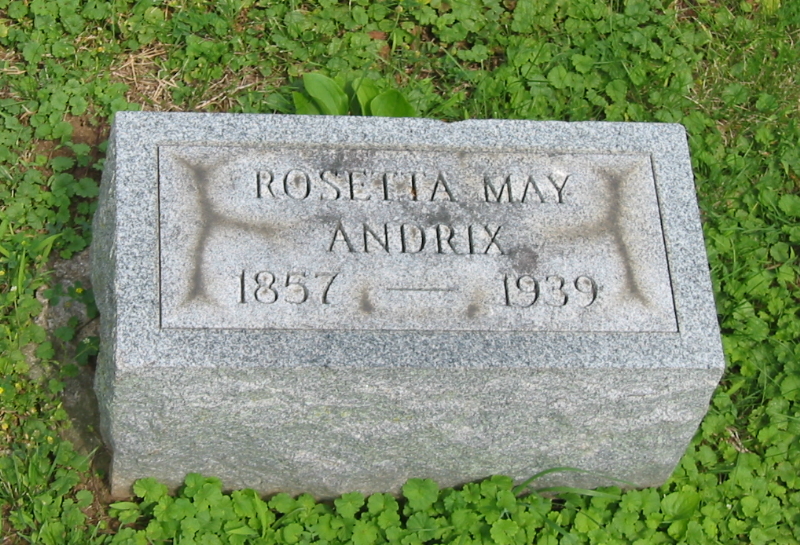 ROSETTA MAY
ANDRIX
1857 — 1939